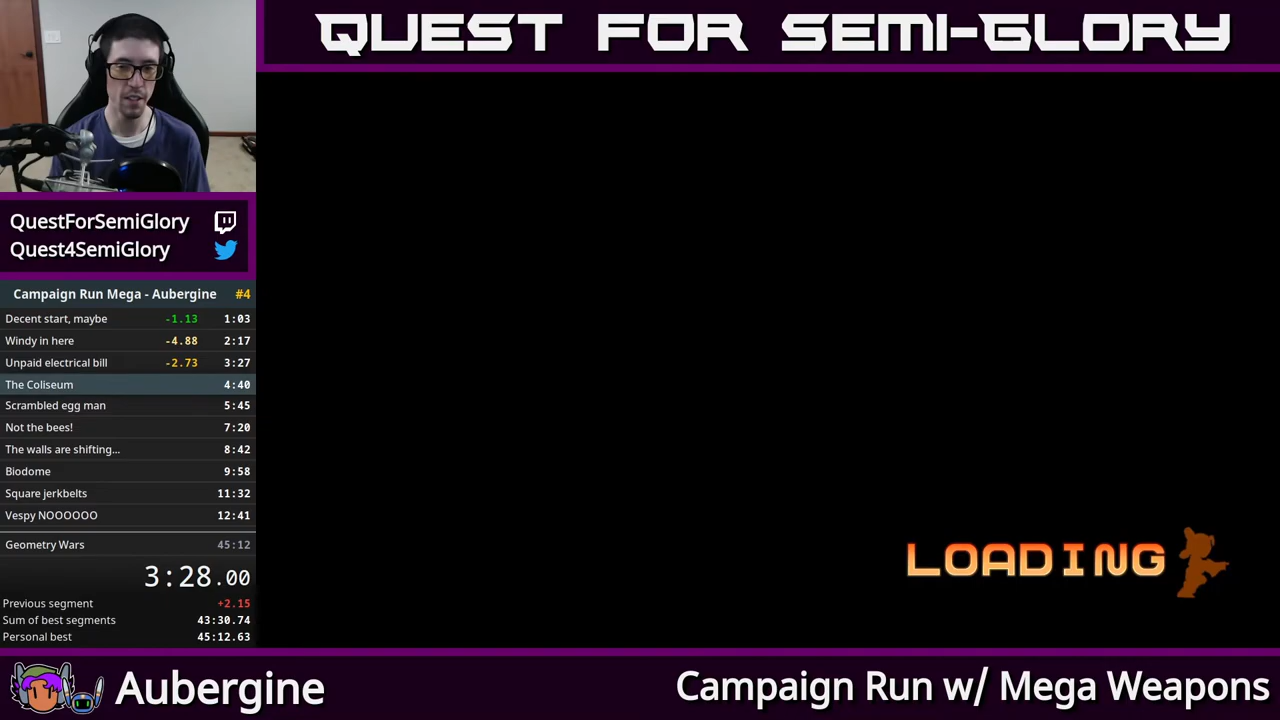 QUEST FOR SEMI-GLORY
QuestForSemiGlory
Quest4SemiGlory
Campaign Run Mega - Aubergine #4
Decent start, maybe -1.13 1:03
Windy in here -4.88 2:17
Unpaid electrical bill -2.73 3:27
The Coliseum 4:40
Scrambled egg man 5:45
Not the bees! 7:20
The walls are shifting... 8:42
Biodome 9:58
Square jerkbelts 11:32
Vespy NOOOOOO 12:41
Geometry Wars 45:12
3:28.00
Previous segment +2.15
Sum of best segments 43:30.74
Personal best 45:12.63
LOADING
Aubergine
Campaign Run w/ Mega Weapons